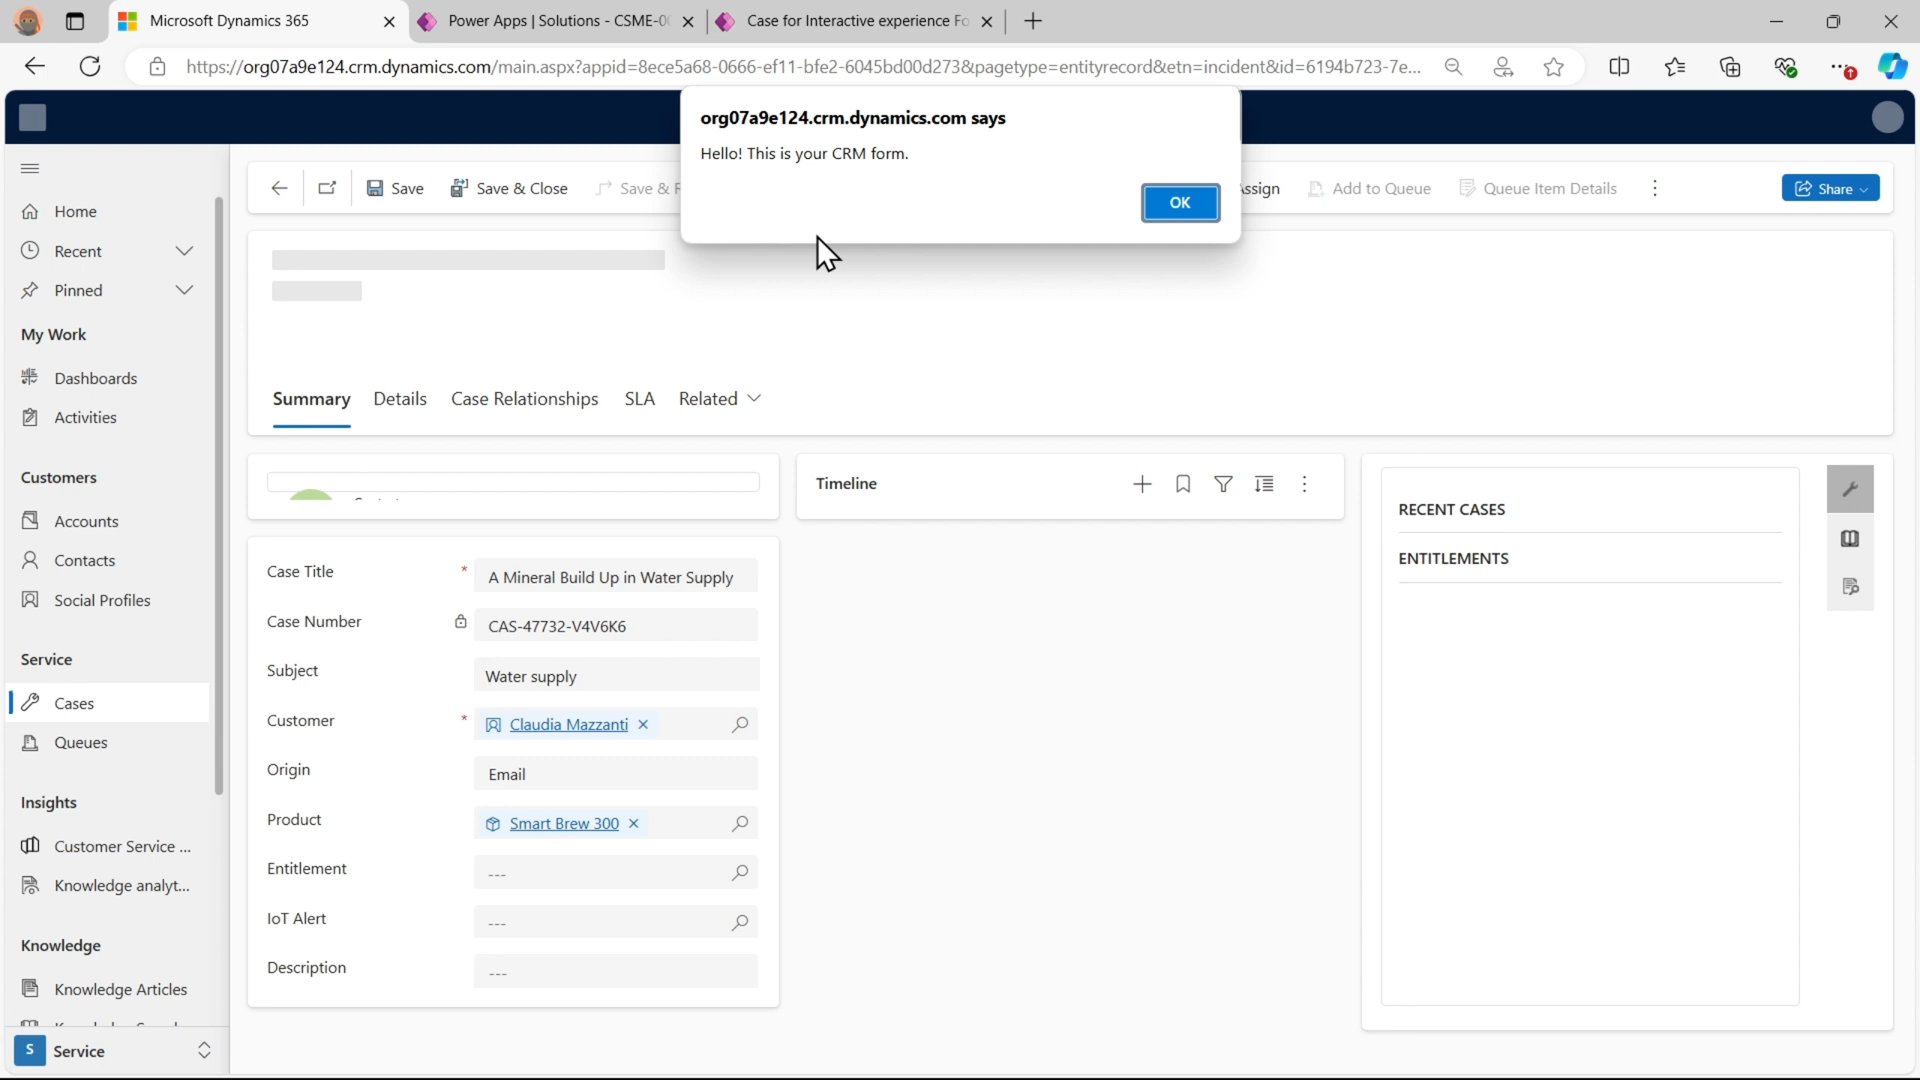 Microsoft Dynamics 365
Power Apps | Solutions - CSME-0
Case for Interactive experience Fo
https://org07a9e124.crm.dynamics.com/main.aspx?appid=8ece5a68-0666-ef11-bfe2-6045bd00d273&pagetype=entityrecord&etn=incident&id=6194b723-7e...
org07a9e124.crm.dynamics.com says
Hello! This is your CRM form.
OK
Save
Save & Close
Save & R
Assign
Add to Queue
Queue Item Details
Share
Home
Recent
Pinned
My Work
Dashboards
Activities
Customers
Accounts
Contacts
Social Profiles
Service
Cases
Queues
Insights
Customer Service ...
Knowledge analyt...
Knowledge
Knowledge Articles
S Service
Summary Details Case Relationships SLA Related
Timeline
RECENT CASES
ENTITLEMENTS
Case Title * A Mineral Build Up in Water Supply
Case Number CAS-47732-V4V6K6
Subject Water supply
Customer * Claudia Mazzanti
Origin Email
Product Smart Brew 300
Entitlement ---
IoT Alert ---
Description ---